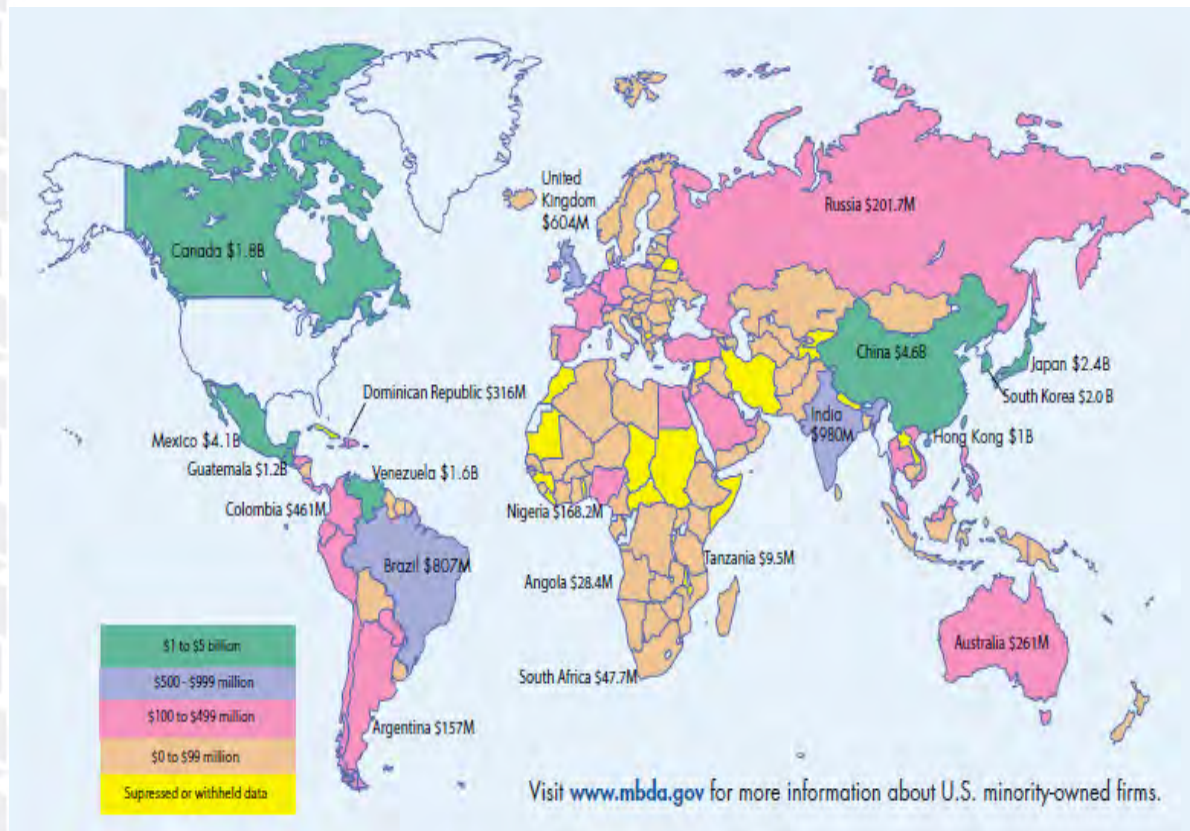 United
Kingdom
$604M
Russia $201.7M
Canada $1.8B
China $4.6B
Japan $2.4B
South Korea $2.0 B
Dominican Republic $316M
India
$980M
Hong Kong $1B
Mexico $4.1B
Guatemala $1.2B
Venezuela $1.6B
Colombia $461M
Nigeria $168.2M
Brazil $807M
Tanzania $9.5M
Angola $28.4M
Australia $261M
South Africa $47.7M
Argentina $157M
$1 to $5 billion
$500 - $999 million
$100 to $499 million
$0 to $99 million
Supressed or withheld data
Visit www.mbda.gov for more information about U.S. minority-owned firms.